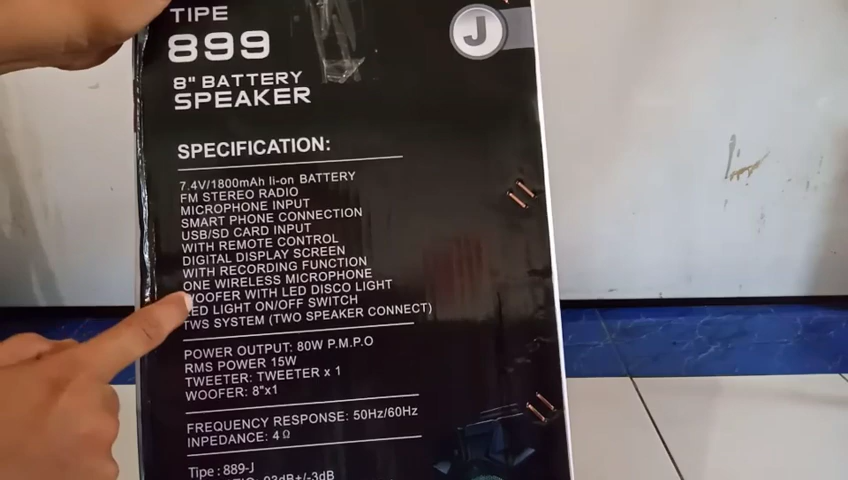 TIPE
899
J
8" BATTERY
SPEAKER
SPECIFICATION:
7.4V/1800mAh li-on BATTERY
FM STEREO RADIO
MICROPHONE INPUT
SMART PHONE CONNECTION
USB/SD CARD INPUT
WITH REMOTE CONTROL
DIGITAL DISPLAY SCREEN
WITH RECORDING FUNCTION
ONE WIRELESS MICROPHONE
WOOFER WITH LED DISCO LIGHT
LED LIGHT ON/OFF SWITCH
TWS SYSTEM (TWO SPEAKER CONNECT)
POWER OUTPUT: 80W P.M.P.O
RMS POWER 15W
TWEETER: TWEETER x 1
WOOFER: 8"x1
FREQUENCY RESPONSE: 50Hz/60Hz
INPEDANCE: 4Ω
Tipe : 889-J